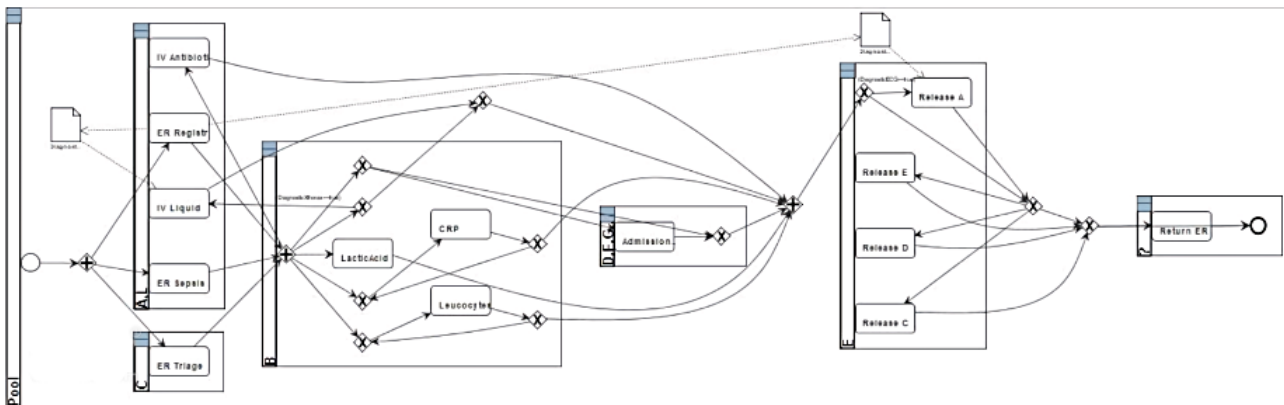 Pool
A,L
IV Antibioti
ER Registr
IV Liquid
ER Sepsis
C
ER Triage
B
LacticAcid
CRP
Leucocytes
D,F,G,
Admission
E
Release A
Release E
Release D
Release C
?
Return ER